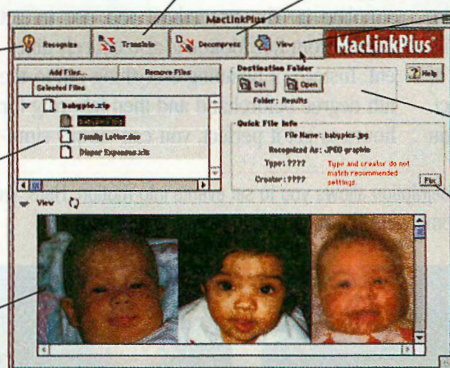 MacLinkPlus
Recognize
Translate
Decompress
View
MacLinkPlus
Add Files...
Remove Files
Selected Files
babypic.zip
Family Letter.doc
Diaper Expenses.xls
Destination Folder
Set
Open
Folder: Results
Help
Quick File Info
File Name: babypics.jpg
Recognized As: JPEG graphic
Type: ????
Creator: ????
Type and creator do not
match recommended
settings.
Fix
View